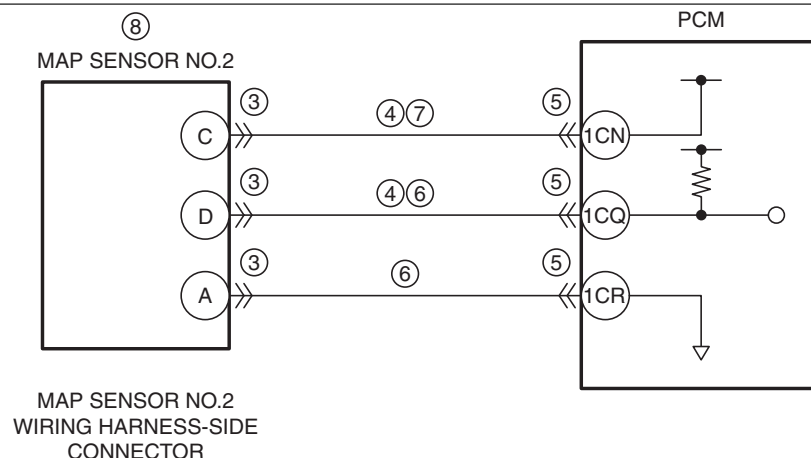 ⑧
PCM
MAP SENSOR NO.2
③ ④⑦ ⑤
C 1CN
③ ④⑥ ⑤
D 1CQ
③ ⑥ ⑤
A 1CR
MAP SENSOR NO.2
WIRING HARNESS-SIDE
CONNECTOR